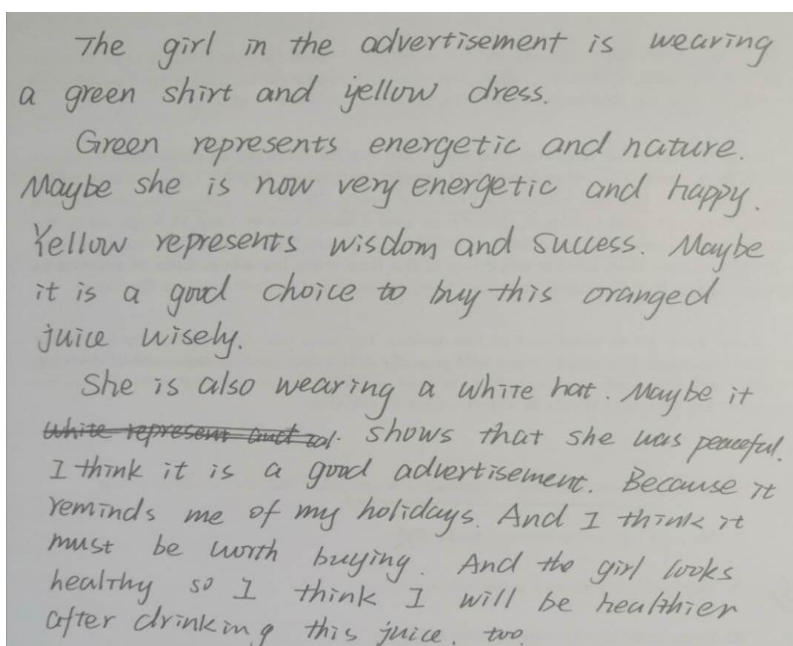 The girl in the advertisement is wearing
a green shirt and yellow dress.
Green represents energetic and nature.
Maybe she is now very energetic and happy.
Yellow represents wisdom and success. Maybe
it is a good choice to buy this oranged
juice wisely.
She is also wearing a white hat. Maybe it
white represent and cal. shows that she was peaceful.
I think it is a good advertisement. Because it
reminds me of my holidays. And I think it
must be worth buying. And the girl looks
healthy so I think I will be healthier
after drinking this juice. too.